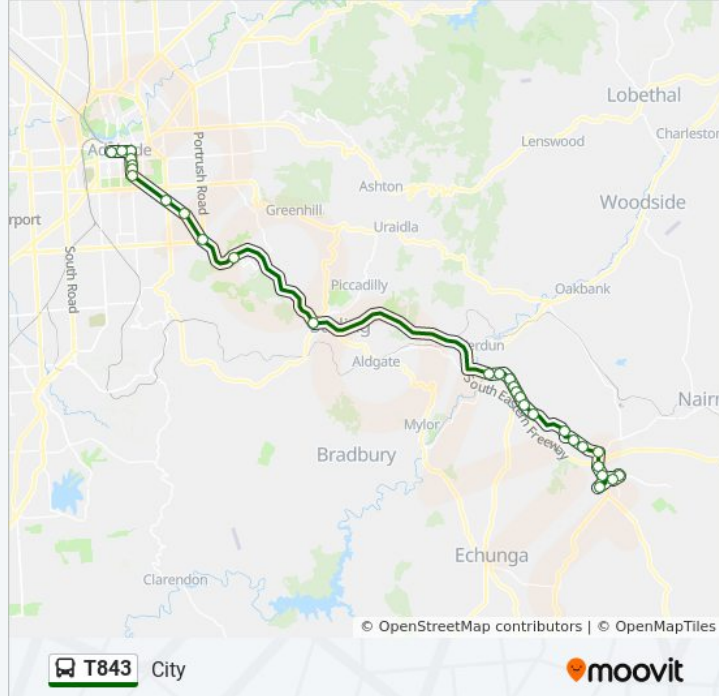 Lobethal
Charleston
Lenswood
Portrush Road
Ashton
Woodside
Greenhill
rport
Uraidla
South Road
Piccadilly
Oakbank
erdun
Aldgate
South Eastern Freeway
Nairn
Mylor
Bradbury
Echunga
Clarendon
© OpenStreetMap contributors | © OpenMapTiles
T843 City moovit